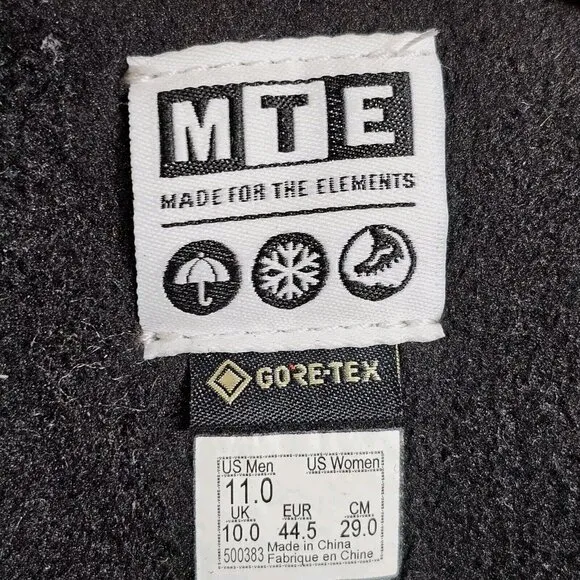 MTE
MADE FOR THE ELEMENTS
GORE-TEX
US Men US Women
11.0
UK EUR CM
10.0 44.5 29.0
500383 Made in China
Fabrique en Chine